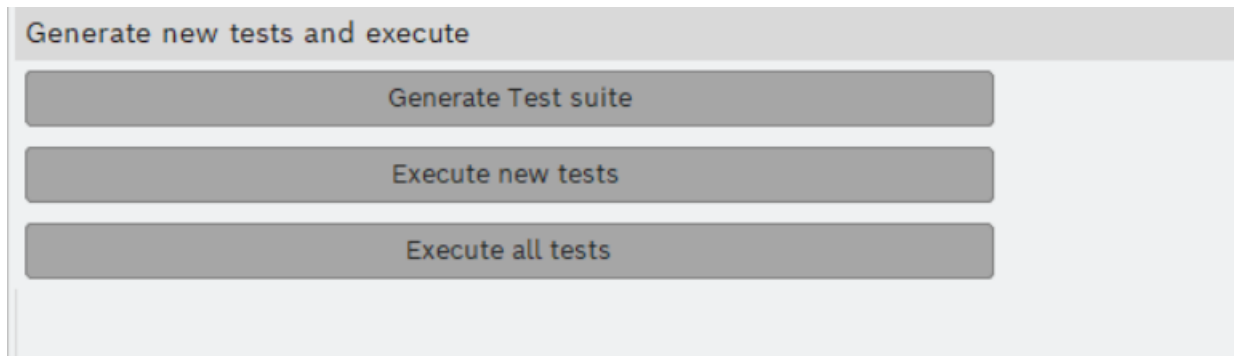 Generate new tests and execute
Generate Test suite
Execute new tests
Execute all tests